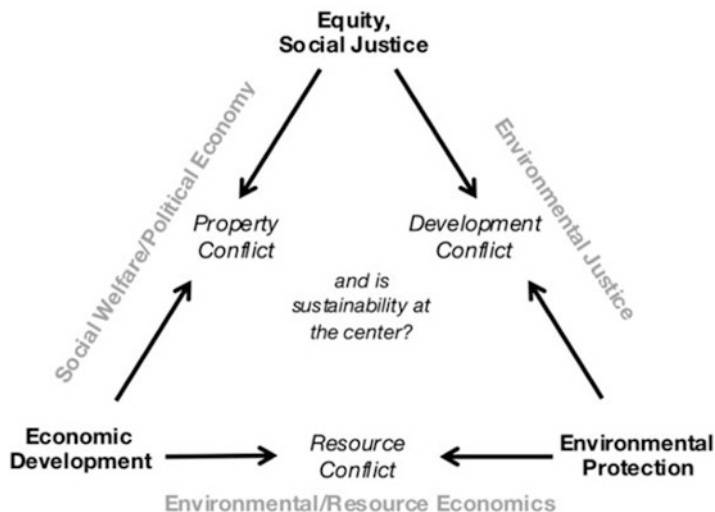 Equity,
Social Justice
Social Welfare/Political Economy
Environmental Justice
Property
Conflict
Development
Conflict
and is
sustainability at
the center?
Economic
Development
Resource
Conflict
Environmental
Protection
Environmental/Resource Economics